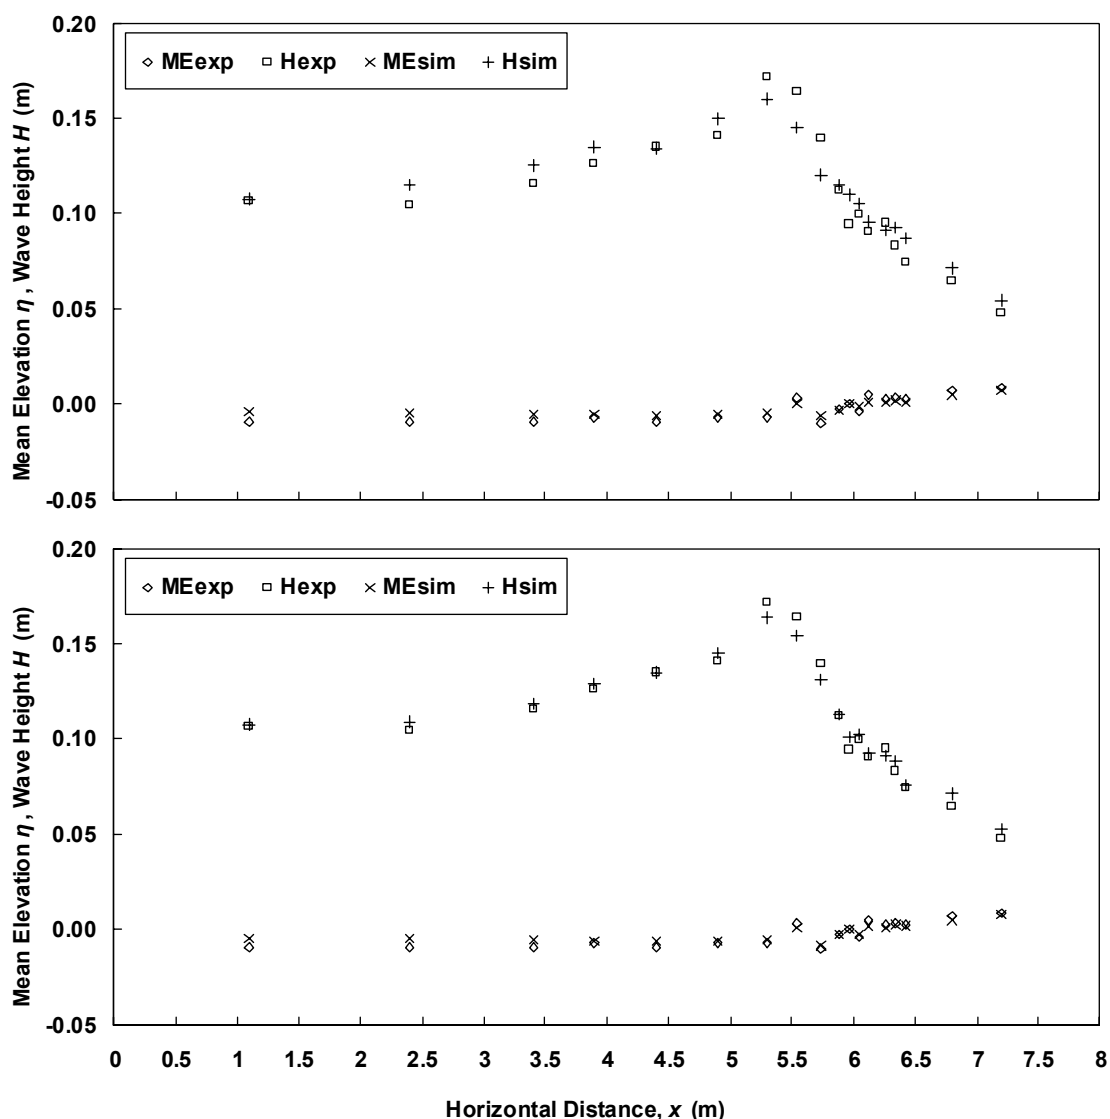 0.20
MEexp Hexp MEsim Hsim
0.15
0.10
0.05
0.00
-0.05
Mean Elevation η, Wave Height H (m)
0.20
MEexp Hexp MEsim Hsim
0.15
0.10
0.05
0.00
-0.05
Mean Elevation η, Wave Height H (m)
0 0.5 1 1.5 2 2.5 3 3.5 4 4.5 5 5.5 6 6.5 7 7.5 8
Horizontal Distance, x (m)